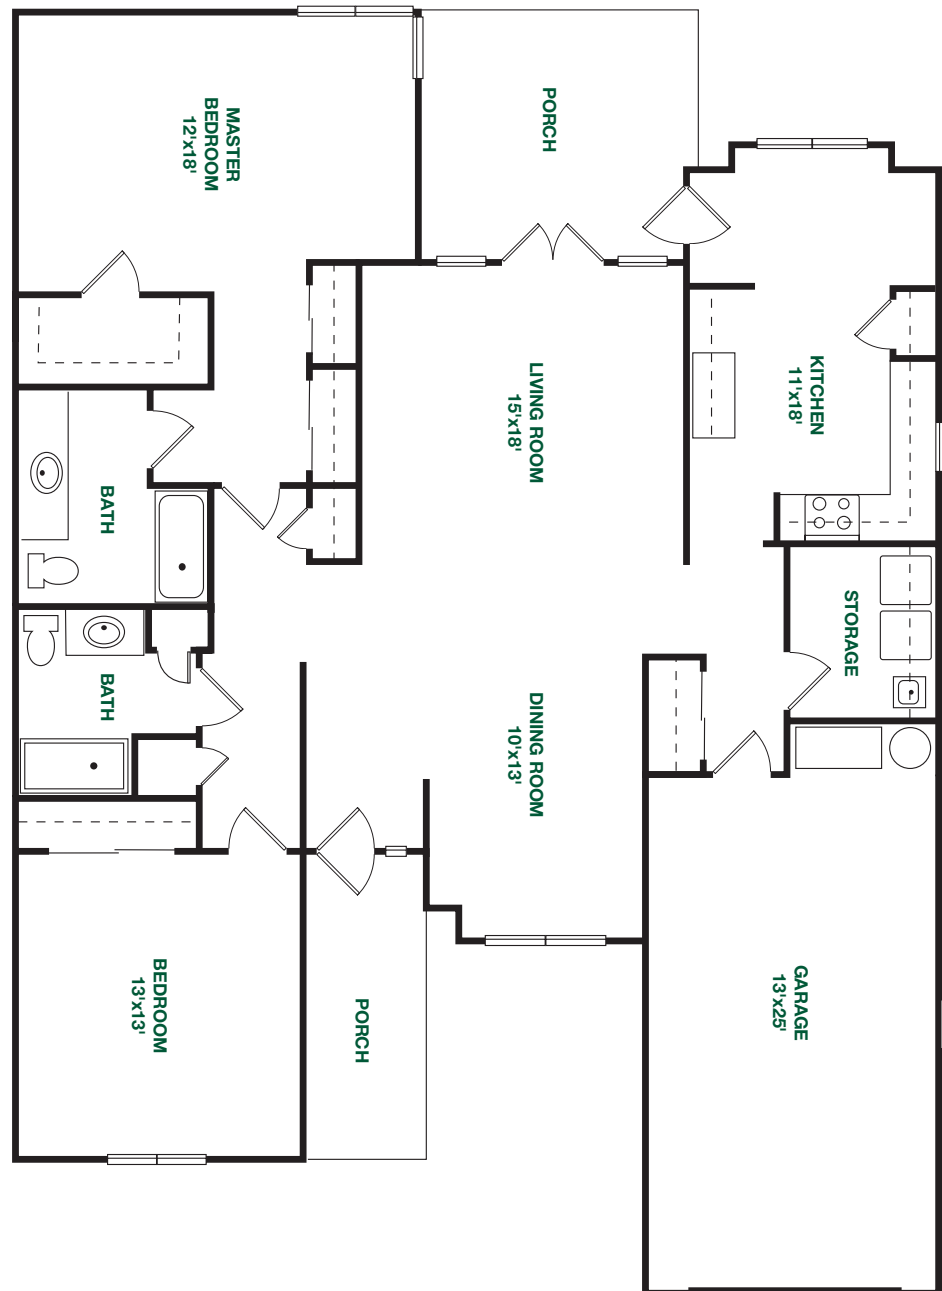 MASTER
BEDROOM
12'x18'
PORCH
LIVING ROOM
15'x18'
KITCHEN
11'x18'
BATH
STORAGE
BATH
DINING ROOM
10'x13'
BEDROOM
13'x13'
PORCH
GARAGE
13'x25'